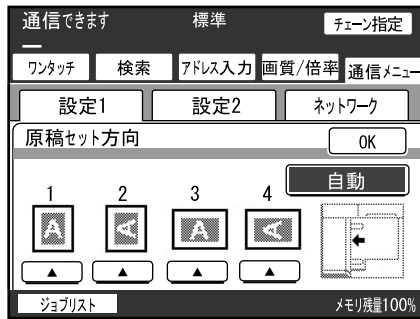 通信できます 標準 チェーン指定
ワンタッチ 検索 アドレス入力 画質/倍率 通信メニュー
設定1 設定2 ネットワーク
原稿セット方向 OK
自動
1 2 3 4
A A A A
ジョブリスト メモリ残量100%